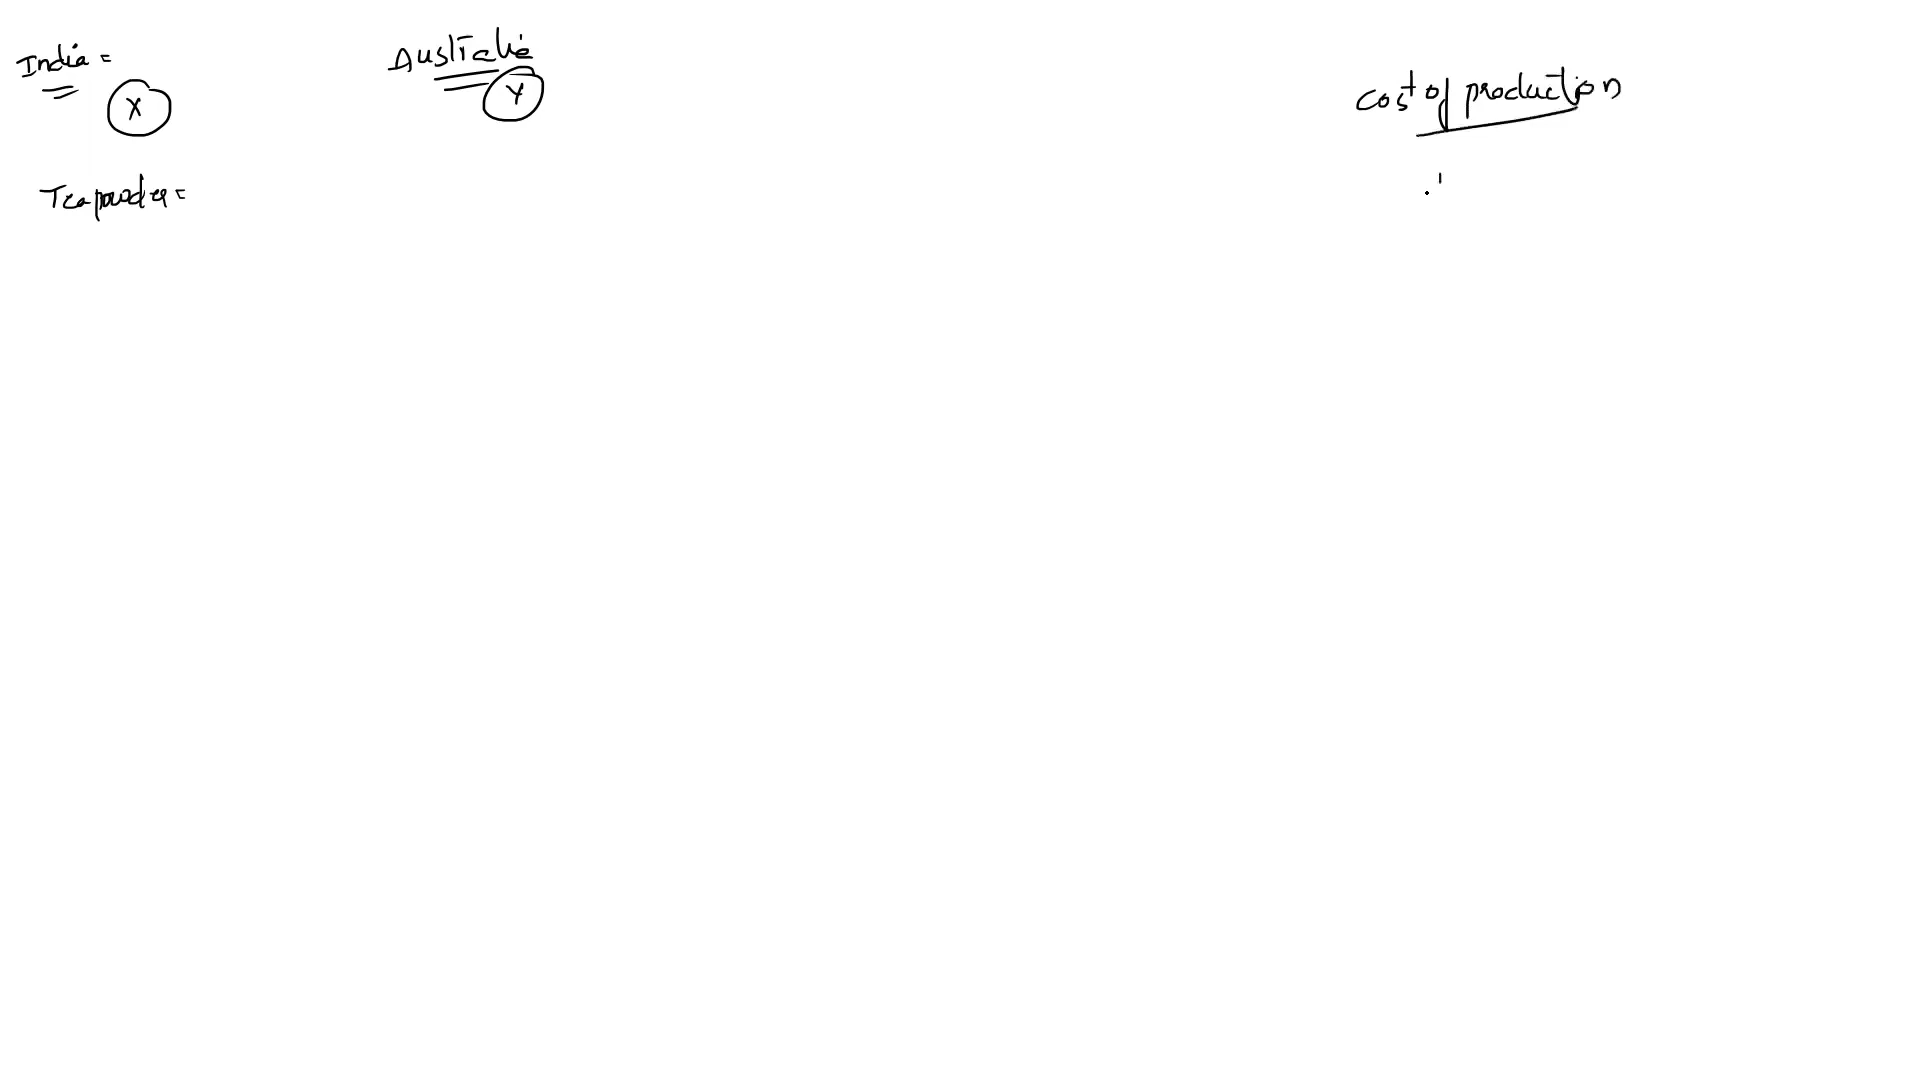 India =
X
Australia
Y
Cost of production
Tea powder =